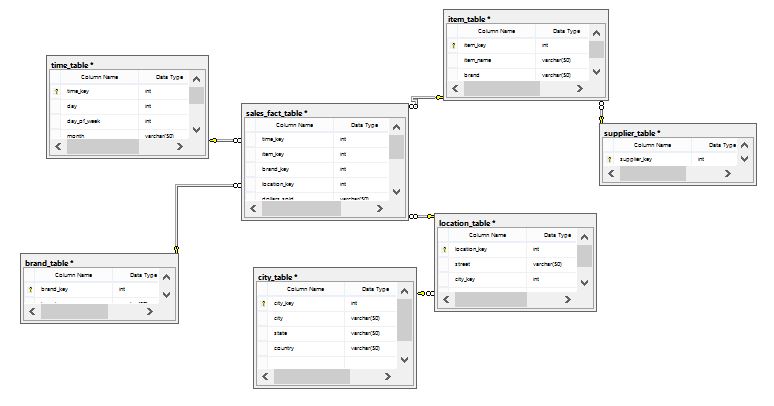 item_table *
Column Name Data Type
item_key int
item_name varchar(50)
brand varchar(50)
time_table *
Column Name Data Type
time_key int
day int
day_of_week int
month varchar(50)
sales_fact_table *
Column Name Data Type
time_key int
item_key int
brand_key int
location_key int
dollers_sold varchar(50)
supplier_table *
Column Name Data Type
supplier_key int
location_table *
Column Name Data Type
location_key int
street varchar(50)
city_key int
brand_table *
Column Name Data Type
brand_key int
city_table *
Column Name Data Type
city_key int
city varchar(50)
state varchar(50)
country varchar(50)